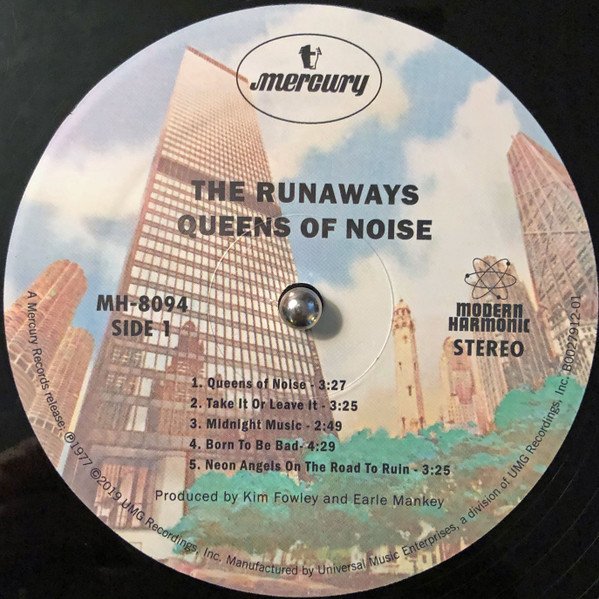 mercury
THE RUNAWAYS
QUEENS OF NOISE
MH-8094
SIDE 1
MODERN
HARMONIC
STEREO
1. Queens of Noise - 3:27
2. Take It Or Leave It - 3:25
3. Midnight Music - 2:49
4. Born To Be Bad- 4:29
5. Neon Angels On The Road To Ruin - 3:25
Produced by Kim Fowley and Earle Mankey
A Mercury Records release; ℗1977 ©2019 UMG Recordings, Inc. Manufactured by Universal Music Enterprises, a division of UMG Recordings, Inc. B0027912-01